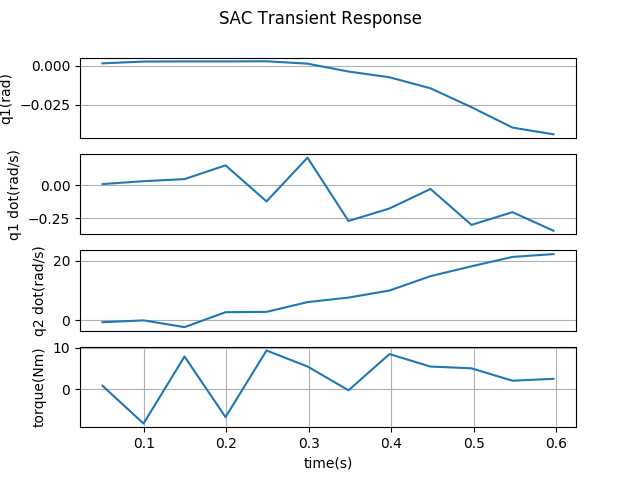 SAC Transient Response
q1(rad)
0.000
−0.025
q1 dot(rad/s)
0.00
−0.25
q2 dot(rad/s)
20
0
torque(Nm)
10
0
0.1 0.2 0.3 0.4 0.5 0.6
time(s)